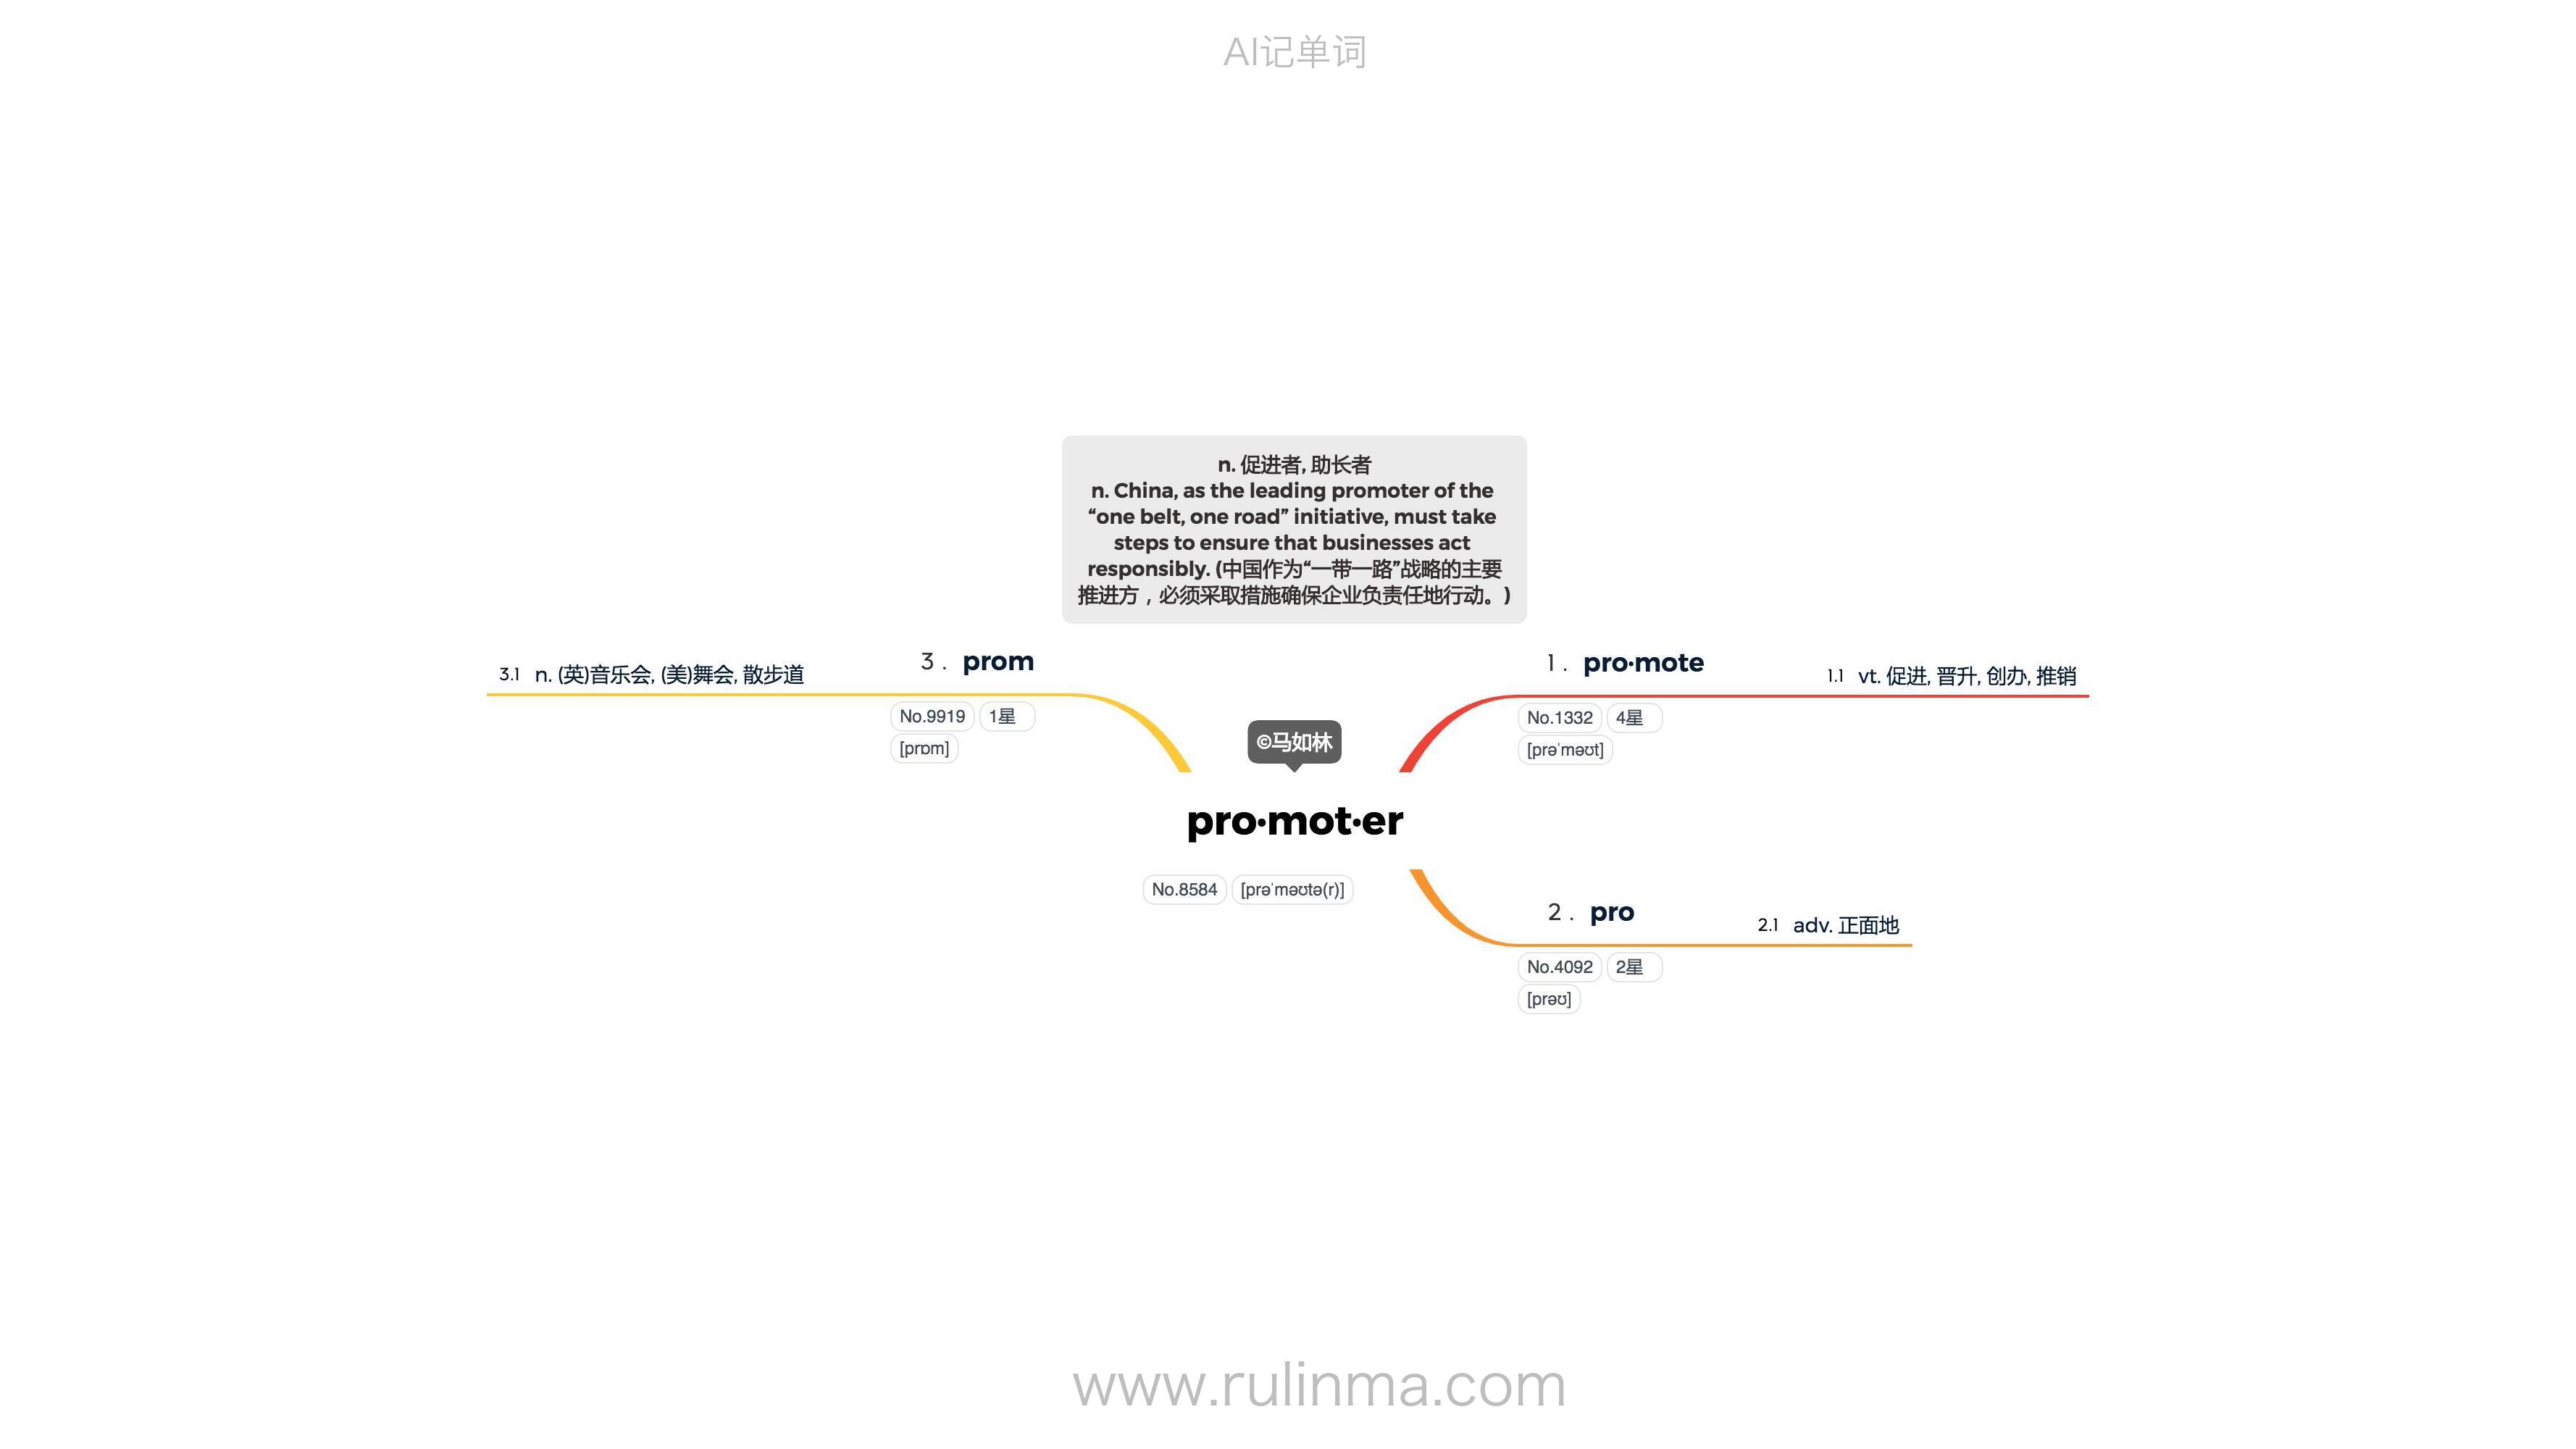 AI记单词
n. 促进者, 助长者
n. China, as the leading promoter of the
“one belt, one road” initiative, must take
steps to ensure that businesses act
responsibly. (中国作为“一带一路”战略的主要
推进方，必须采取措施确保企业负责任地行动。)
3 . prom
3.1 n. (英)音乐会, (美)舞会, 散步道
No.9919 1星
[prɒm]
1 . pro·mote
1.1 vt. 促进, 晋升, 创办, 推销
No.1332 4星
[prəˈməʊt]
©马如林
pro·mot·er
No.8584 [prəˈməʊtə(r)]
2 . pro
2.1 adv. 正面地
No.4092 2星
[prəʊ]
www.rulinma.com